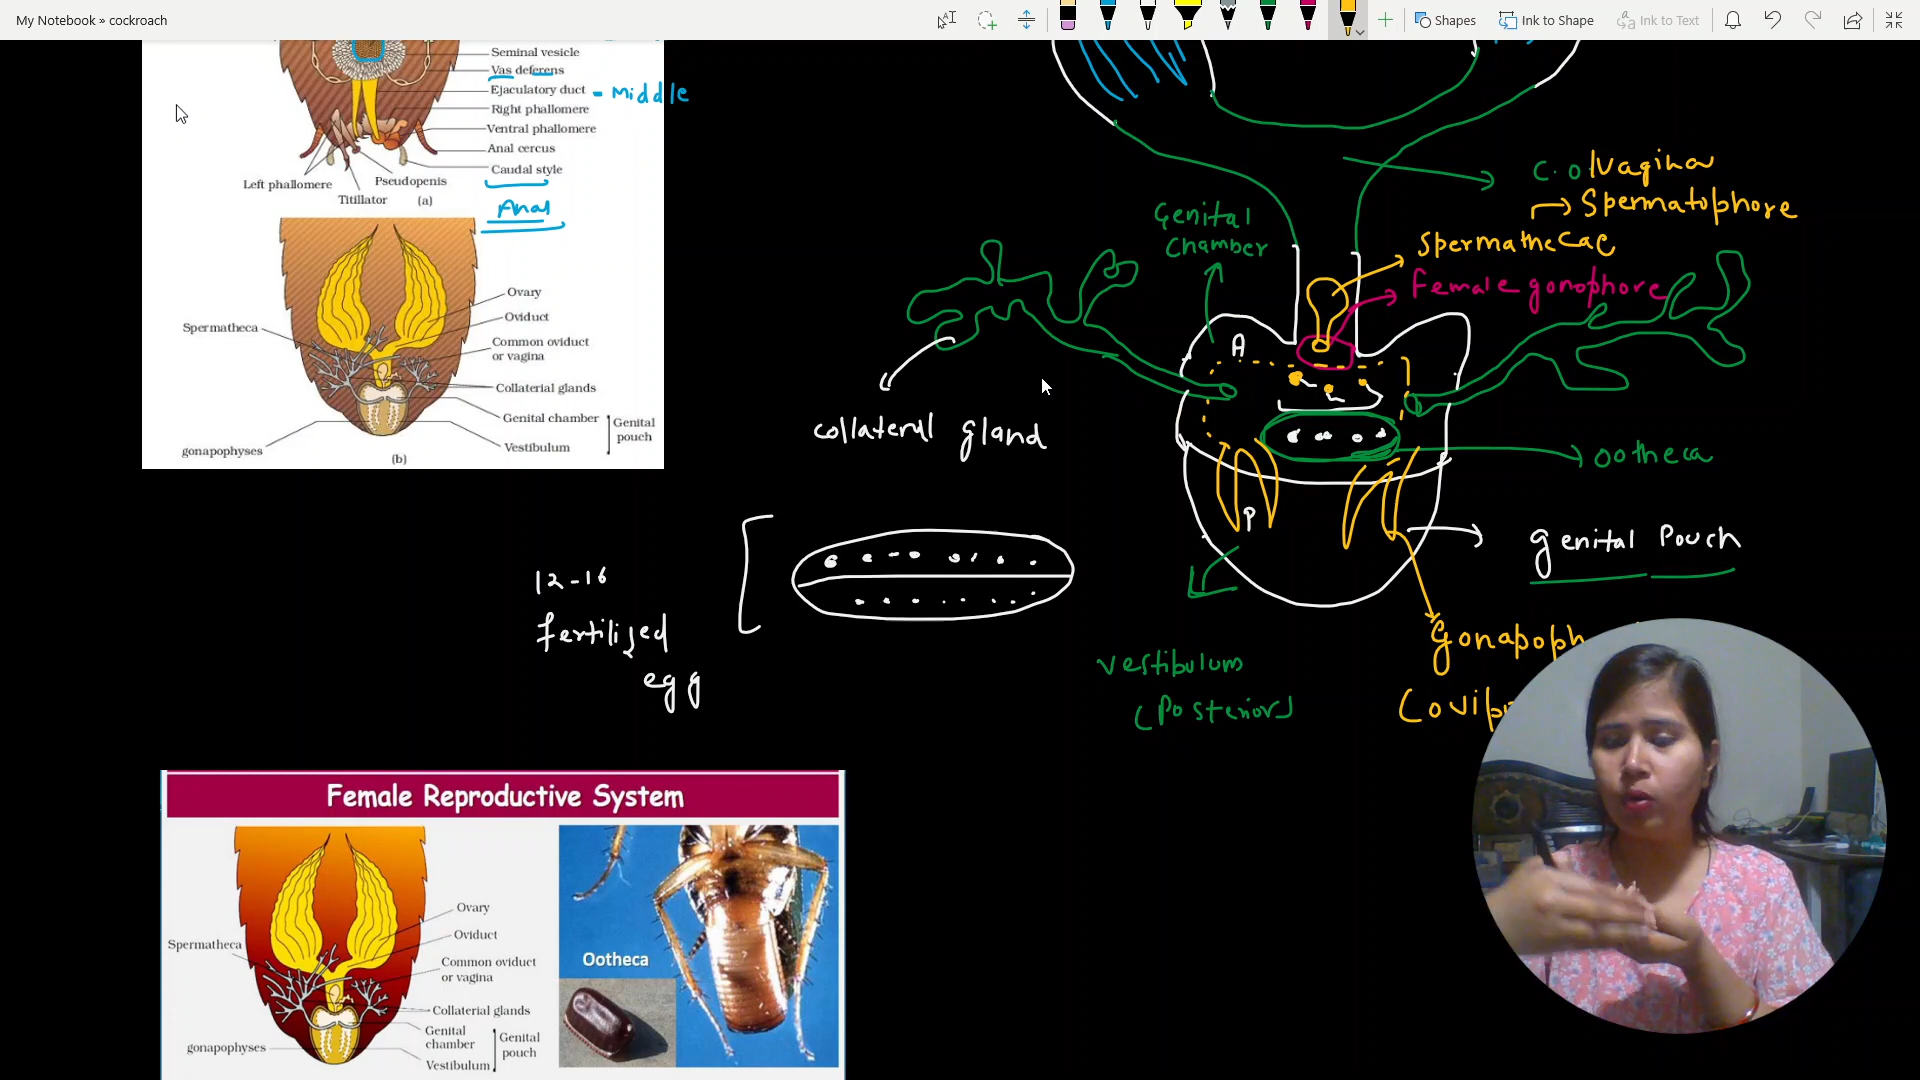 My Notebook » cockroach
Shapes
Ink to Shape
Ink to Text
Seminal vesicle
Vas deferens
Ejaculatory duct - Middle
Right phallomere
Ventral phallomere
Anal cercus
Caudal style
Left phallomere
Pseudopenis
Titillator
(a)
Anal
Ovary
Spermatheca
Oviduct
Common oviduct
or vagina
Collaterial glands
Genital chamber
Genital
pouch
gonapophyses
Vestibulum
(b)
C.O/vagina
Spermatophore
Genital
chamber
Spermathecae
Female gonophore
A
collateral gland
Ootheca
P
genital Pouch
12-16
fertilized
egg
vestibulum
(Posterior)
Female Reproductive System
Ovary
Spermatheca
Oviduct
Common oviduct
or vagina
Collaterial glands
Genital
chamber
Genital
pouch
gonapophyses
Vestibulum
Ootheca